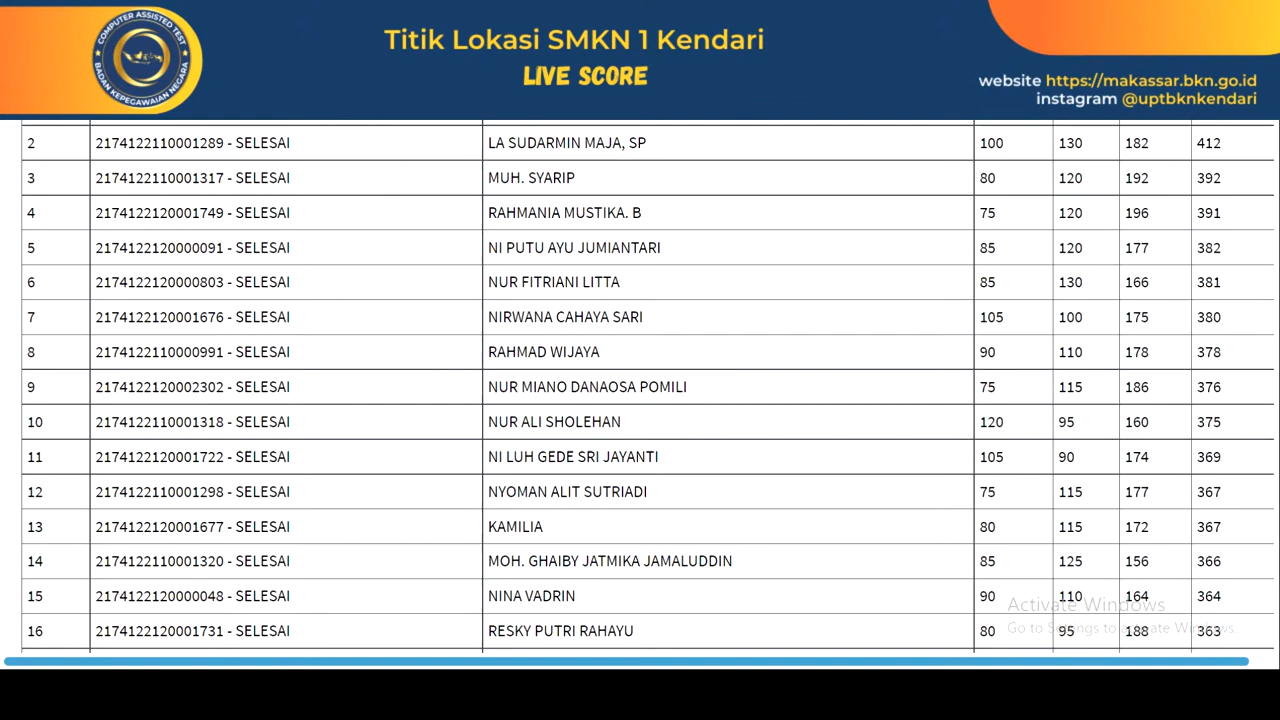 COMPUTER ASSISTED TEST
BADAN KEPEGAWAIAN NEGARA
Titik Lokasi SMKN 1 Kendari
LIVE SCORE
website https://makassar.bkn.go.id
instagram @uptbknkendari
2 2174122110001289 - SELESAI LA SUDARMIN MAJA, SP 100 130 182 412
3 2174122110001317 - SELESAI MUH. SYARIP 80 120 192 392
4 2174122120001749 - SELESAI RAHMANIA MUSTIKA. B 75 120 196 391
5 2174122120000091 - SELESAI NI PUTU AYU JUMIANTARI 85 120 177 382
6 2174122120000803 - SELESAI NUR FITRIANI LITTA 85 130 166 381
7 2174122120001676 - SELESAI NIRWANA CAHAYA SARI 105 100 175 380
8 2174122110000991 - SELESAI RAHMAD WIJAYA 90 110 178 378
9 2174122120002302 - SELESAI NUR MIANO DANAOSA POMILI 75 115 186 376
10 2174122110001318 - SELESAI NUR ALI SHOLEHAN 120 95 160 375
11 2174122120001722 - SELESAI NI LUH GEDE SRI JAYANTI 105 90 174 369
12 2174122110001298 - SELESAI NYOMAN ALIT SUTRIADI 75 115 177 367
13 2174122120001677 - SELESAI KAMILIA 80 115 172 367
14 2174122110001320 - SELESAI MOH. GHAIBY JATMIKA JAMALUDDIN 85 125 156 366
15 2174122120000048 - SELESAI NINA VADRIN 90 110 164 364
Activate Windows
16 2174122120001731 - SELESAI RESKY PUTRI RAHAYU 80 95 188 363
Go to Settings to activate Windows.